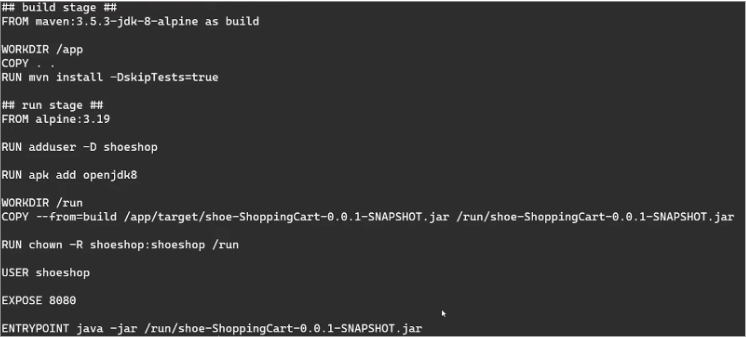 ## build stage ##
FROM maven:3.5.3-jdk-8-alpine as build
WORKDIR /app
COPY . .
RUN mvn install -DskipTests=true
## run stage ##
FROM alpine:3.19
RUN adduser -D shoeshop
RUN apk add openjdk8
WORKDIR /run
COPY --from=build /app/target/shoe-ShoppingCart-0.0.1-SNAPSHOT.jar /run/shoe-ShoppingCart-0.0.1-SNAPSHOT.jar
RUN chown -R shoeshop:shoeshop /run
USER shoeshop
EXPOSE 8080
ENTRYPOINT java -jar /run/shoe-ShoppingCart-0.0.1-SNAPSHOT.jar